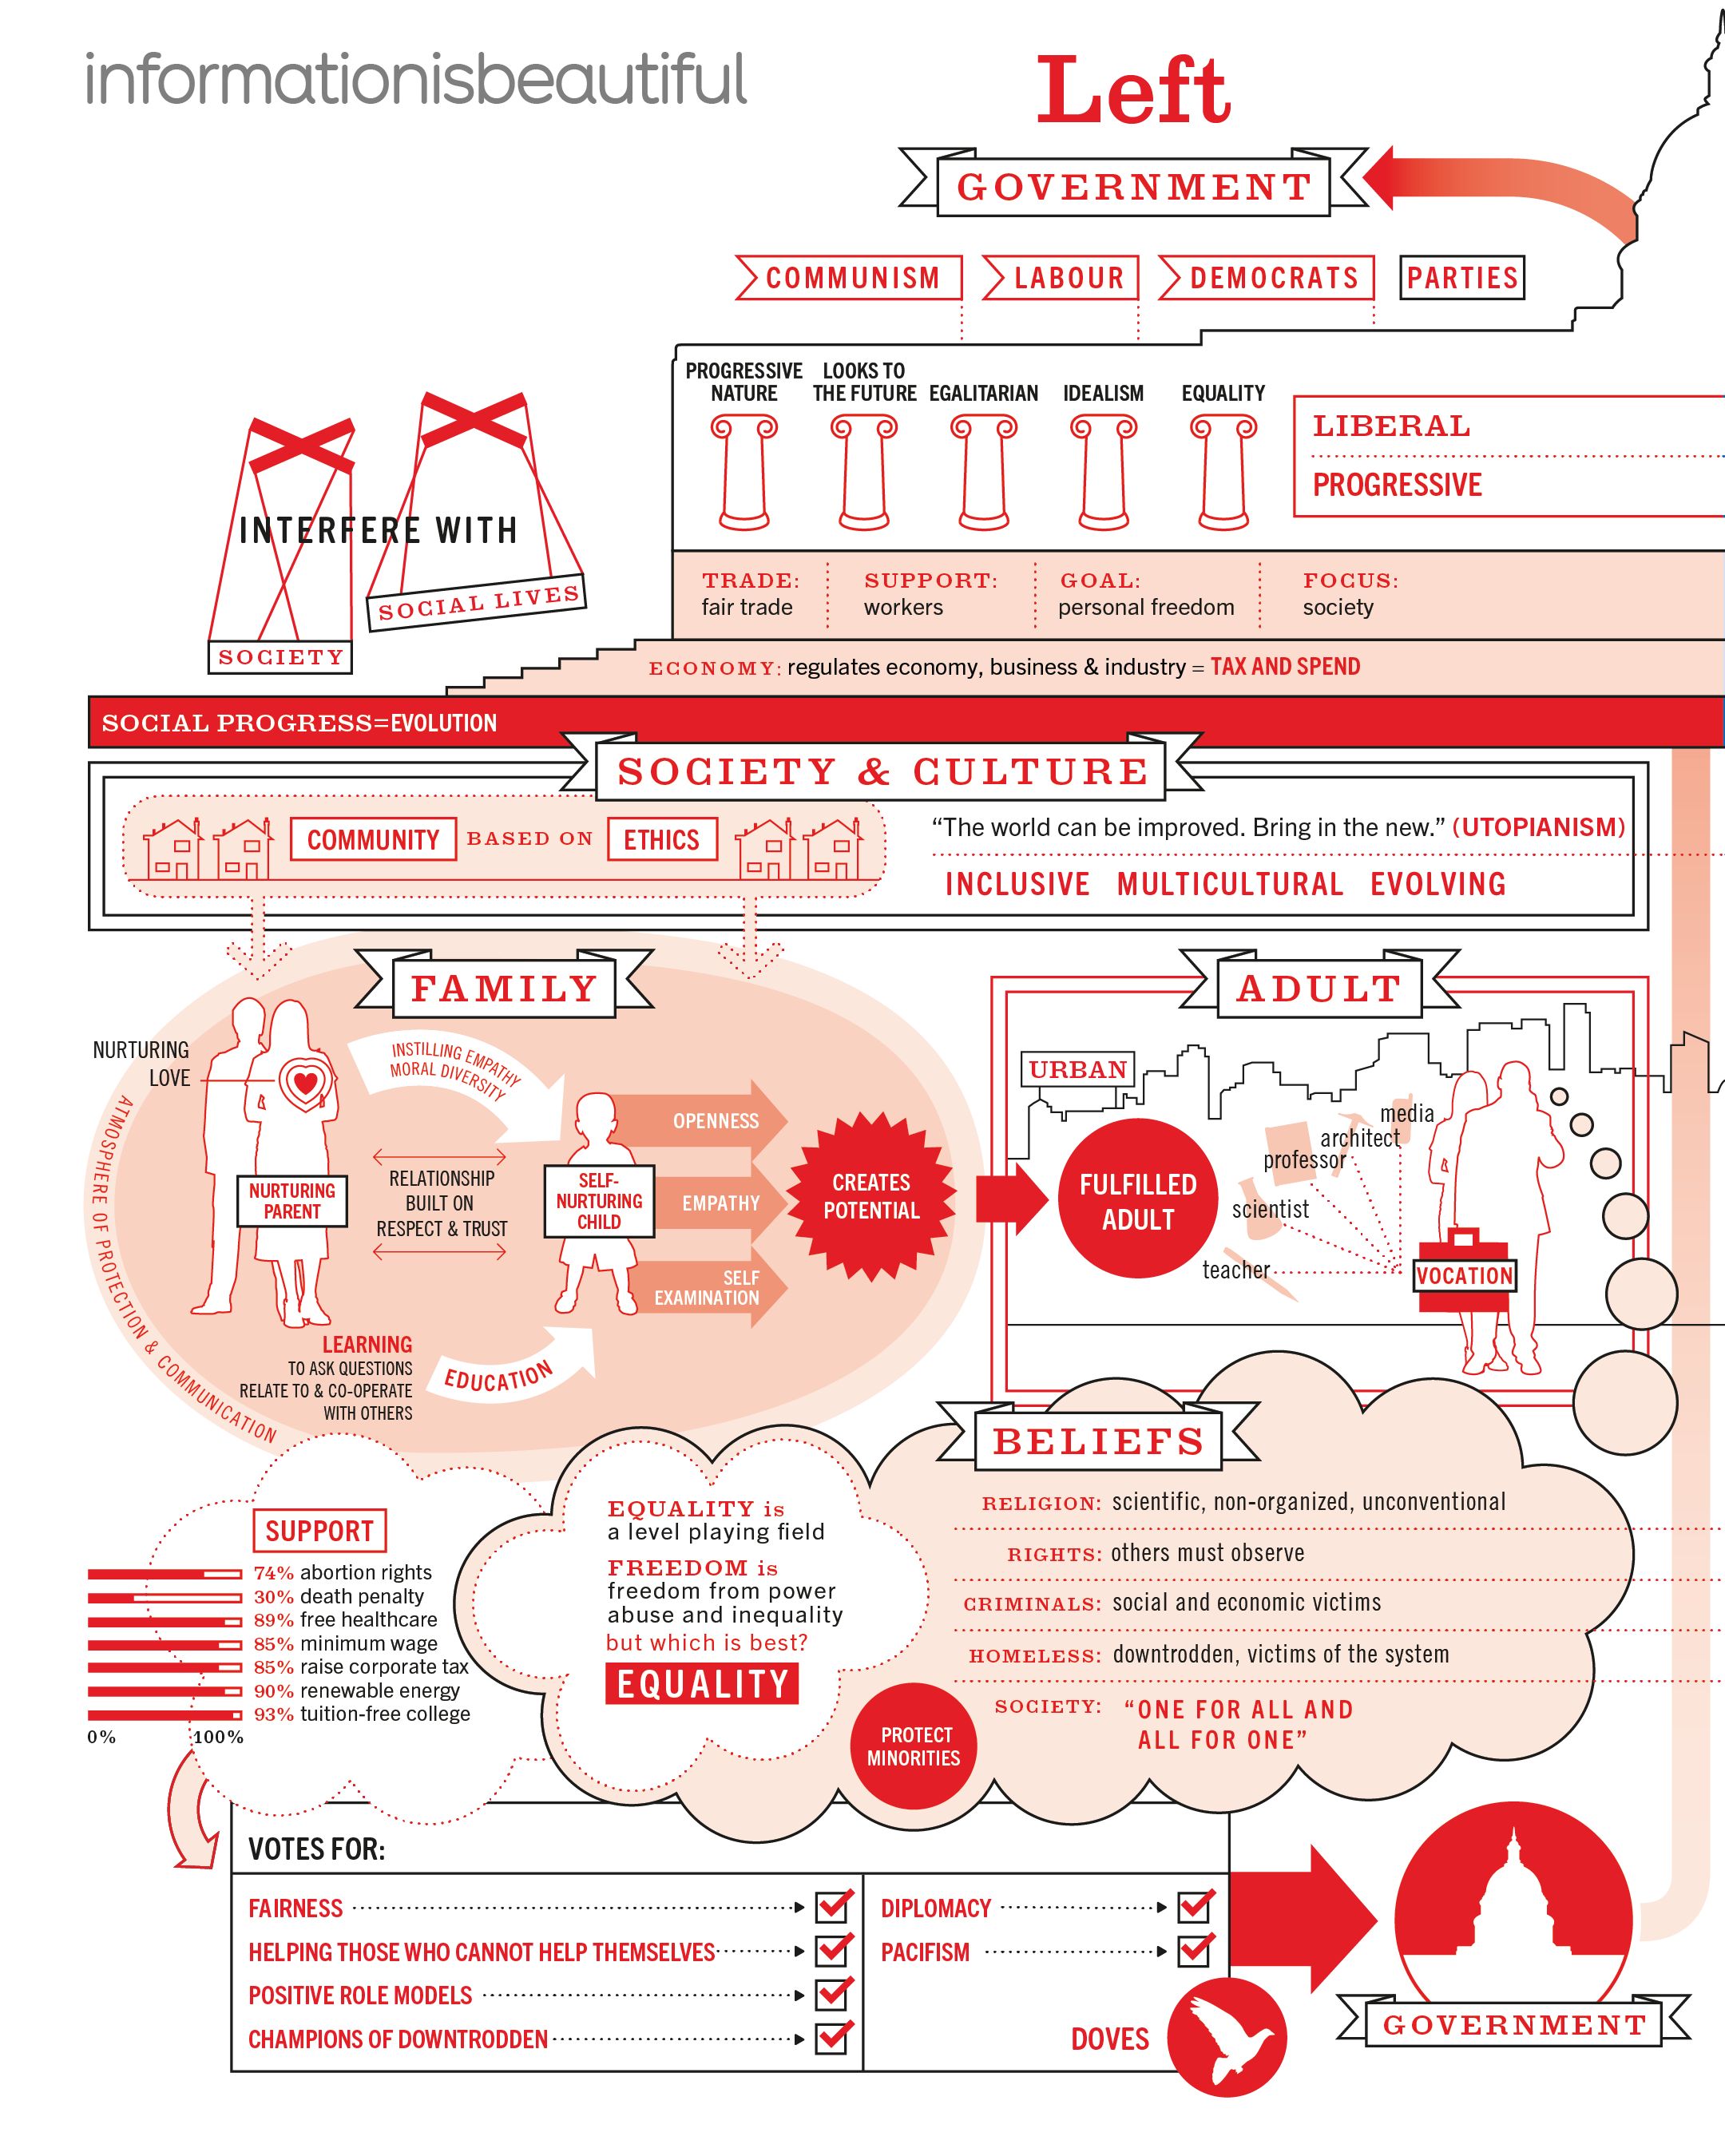 informationisbeautiful
Left
GOVERNMENT
COMMUNISM
LABOUR
DEMOCRATS
PARTIES
PROGRESSIVE
NATURE
LOOKS TO
THE FUTURE
EGALITARIAN
IDEALISM
EQUALITY
LIBERAL
PROGRESSIVE
INTERFERE WITH
SOCIAL LIVES
SOCIETY
TRADE:
fair trade
SUPPORT:
workers
GOAL:
personal freedom
FOCUS:
society
ECONOMY: regulates economy, business & industry = TAX AND SPEND
SOCIAL PROGRESS=EVOLUTION
SOCIETY & CULTURE
COMMUNITY BASED ON ETHICS
“The world can be improved. Bring in the new.” (UTOPIANISM)
INCLUSIVE MULTICULTURAL EVOLVING
FAMILY
NURTURING
LOVE
INSTILLING EMPATHY
MORAL DIVERSITY
ATMOSPHERE OF PROTECTION & COMMUNICATION
NURTURING
PARENT
RELATIONSHIP
BUILT ON
RESPECT & TRUST
SELF-
NURTURING
CHILD
OPENNESS
EMPATHY
SELF
EXAMINATION
CREATES
POTENTIAL
LEARNING
TO ASK QUESTIONS
RELATE TO & CO-OPERATE
WITH OTHERS
EDUCATION
ADULT
URBAN
FULFILLED
ADULT
media
architect
professor
scientist
teacher
VOCATION
BELIEFS
RELIGION: scientific, non-organized, unconventional
RIGHTS: others must observe
CRIMINALS: social and economic victims
HOMELESS: downtrodden, victims of the system
SOCIETY: “ONE FOR ALL AND
ALL FOR ONE”
EQUALITY is
a level playing field
FREEDOM is
freedom from power
abuse and inequality
but which is best?
EQUALITY
PROTECT
MINORITIES
SUPPORT
74% abortion rights
30% death penalty
89% free healthcare
85% minimum wage
85% raise corporate tax
90% renewable energy
93% tuition-free college
0% 100%
VOTES FOR:
FAIRNESS
HELPING THOSE WHO CANNOT HELP THEMSELVES
POSITIVE ROLE MODELS
CHAMPIONS OF DOWNTRODDEN
DIPLOMACY
PACIFISM
DOVES
GOVERNMENT